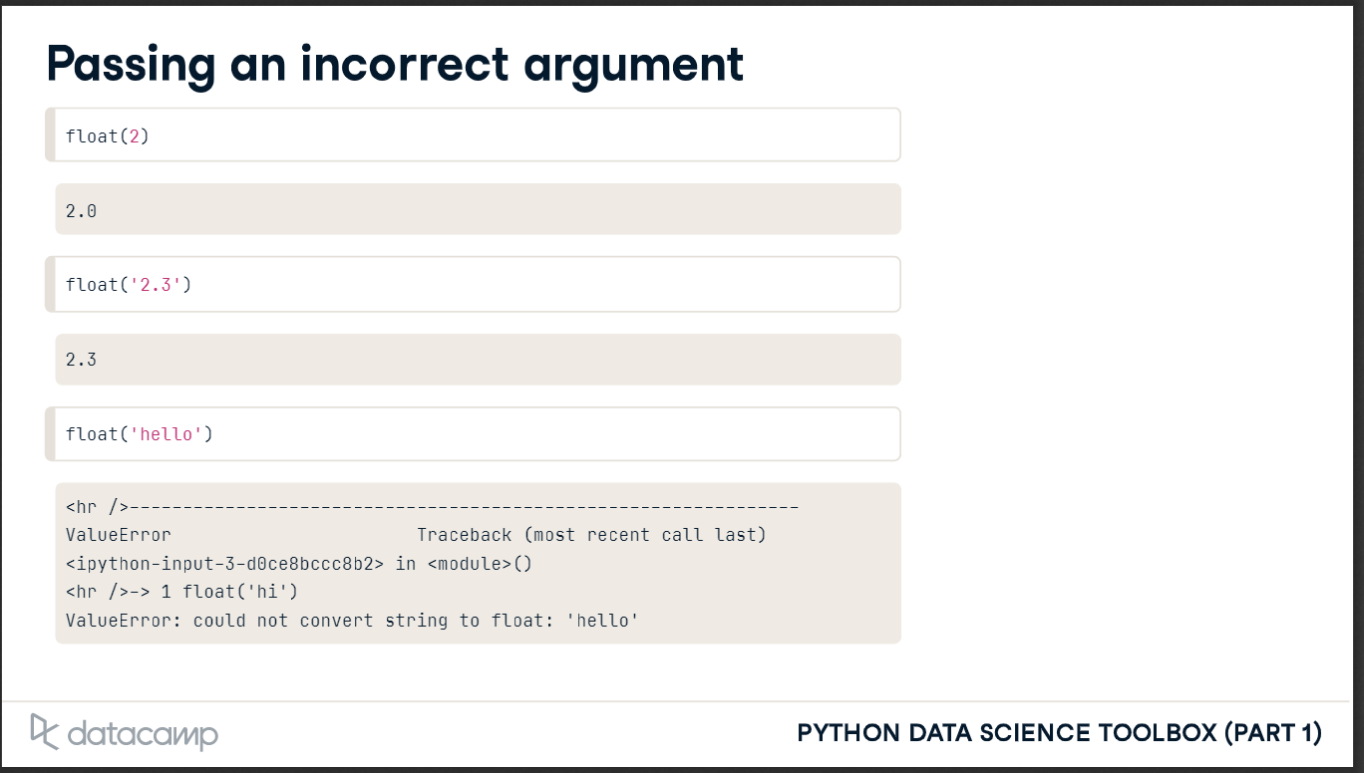 Passing an incorrect argument
float(2)
2.0
float('2.3')
2.3
float('hello')
<hr />---------------------------------------------------------------
ValueError                       Traceback (most recent call last)
<ipython-input-3-d0ce8bccc8b2> in <module>()
<hr />-> 1 float('hi')
ValueError: could not convert string to float: 'hello'
datacamp
PYTHON DATA SCIENCE TOOLBOX (PART 1)